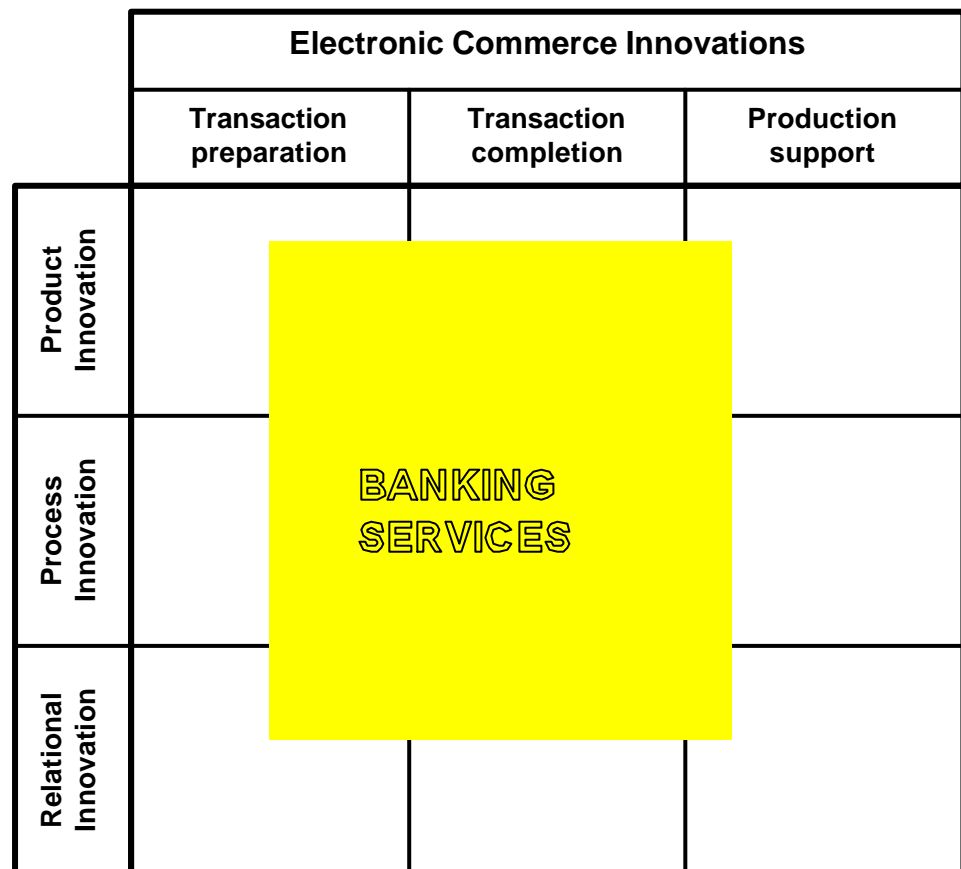 Electronic Commerce Innovations
Transaction
preparation
Transaction
completion
Production
support
Product
Innovation
Process
Innovation
Relational
Innovation
BANKING
SERVICES